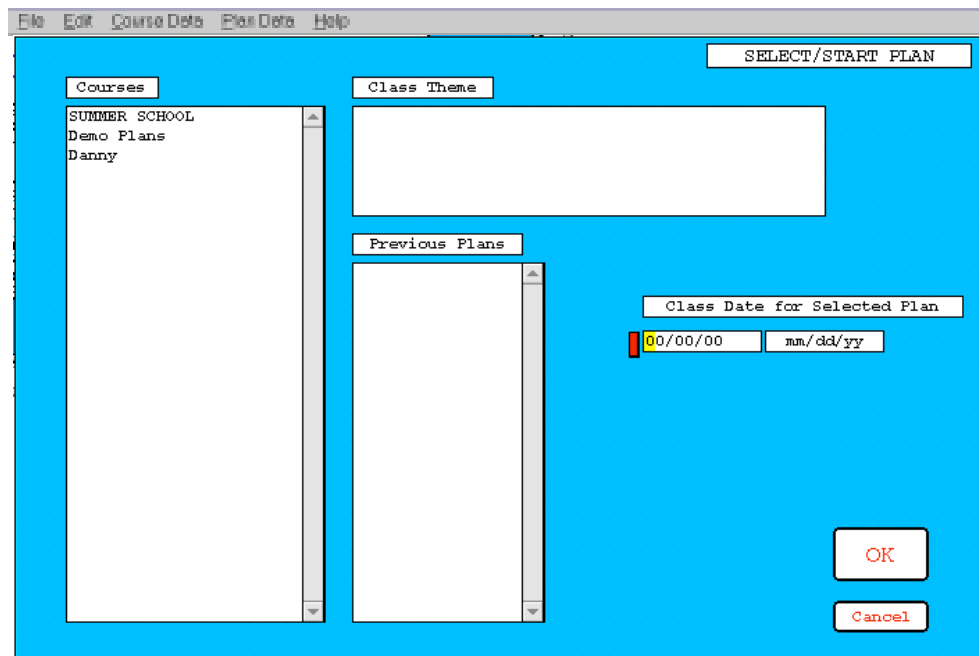 File Edit Course Data Plan Data Help
SELECT/START PLAN
Courses
SUMMER SCHOOL
Demo Plans
Danny
Class Theme
Previous Plans
Class Date for Selected Plan
00/00/00 mm/dd/yy
OK
Cancel